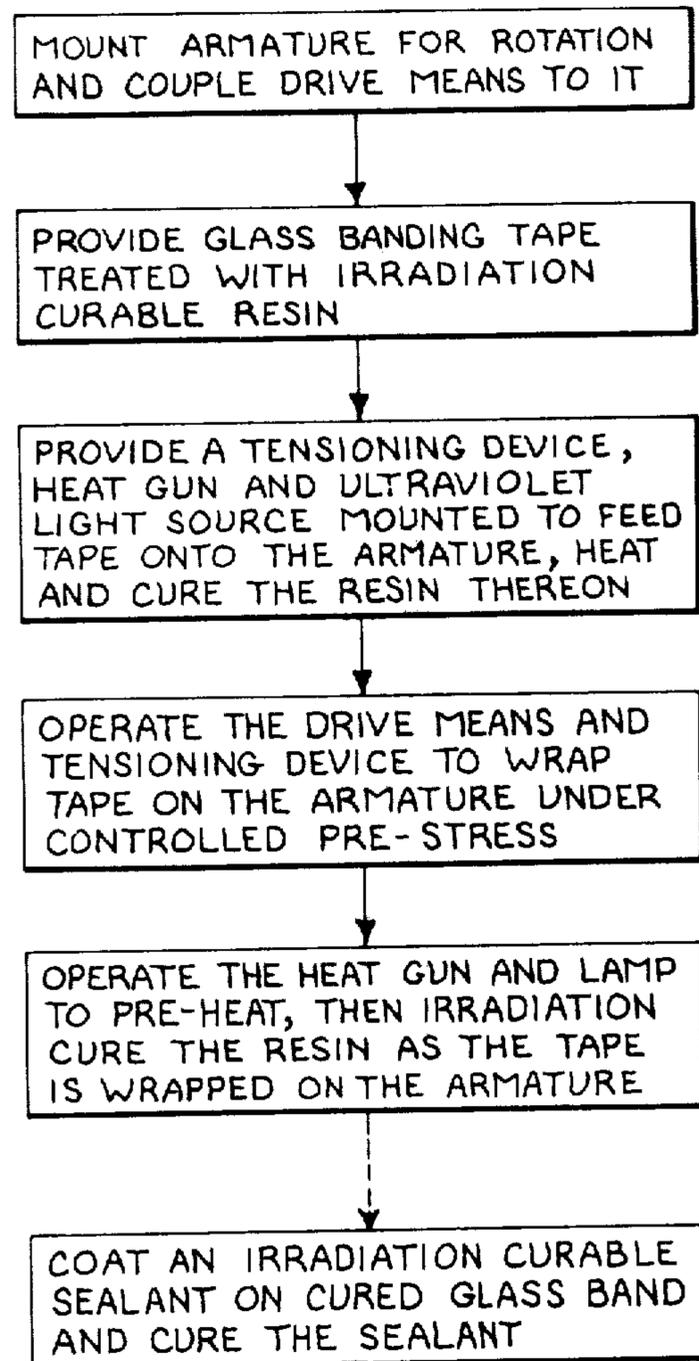 MOUNT ARMATURE FOR ROTATION
AND COUPLE DRIVE MEANS TO IT
PROVIDE GLASS BANDING TAPE
TREATED WITH IRRADIATION
CURABLE RESIN
PROVIDE A TENSIONING DEVICE,
HEAT GUN AND ULTRAVIOLET
LIGHT SOURCE MOUNTED TO FEED
TAPE ONTO THE ARMATURE, HEAT
AND CURE THE RESIN THEREON
OPERATE THE DRIVE MEANS AND
TENSIONING DEVICE TO WRAP
TAPE ON THE ARMATURE UNDER
CONTROLLED PRE-STRESS
OPERATE THE HEAT GUN AND LAMP
TO PRE-HEAT, THEN IRRADIATION
CURE THE RESIN AS THE TAPE
IS WRAPPED ON THE ARMATURE
COAT AN IRRADIATION CURABLE
SEALANT ON CURED GLASS BAND
AND CURE THE SEALANT